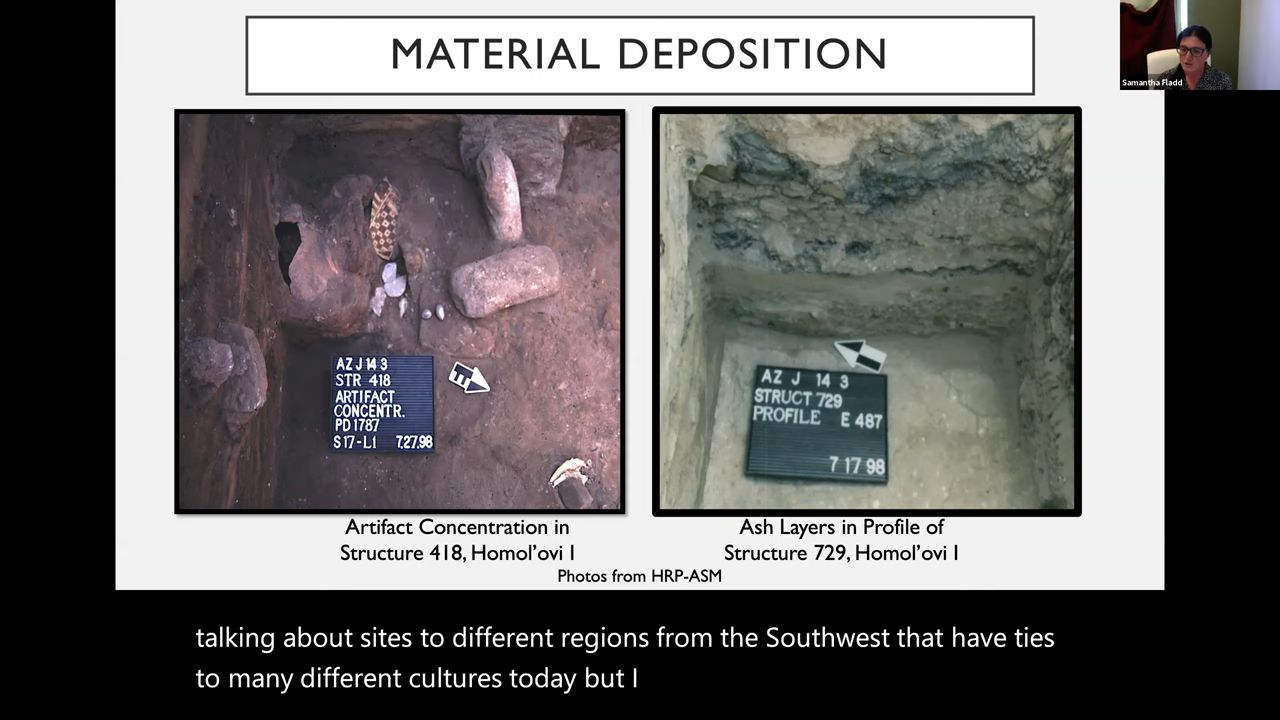 MATERIAL DEPOSITION
Samantha Fladd
AZ J 14 3
STR 418
ARTIFACT
CONCENTR.
PD 1787
S17-L1 7.27.98
E
AZ J 14 3
STRUCT 729
PROFILE E 487
7 17 98
Artifact Concentration in
Structure 418, Homol'ovi I
Ash Layers in Profile of
Structure 729, Homol'ovi I
Photos from HRP-ASM
talking about sites to different regions from the Southwest that have ties
to many different cultures today but I